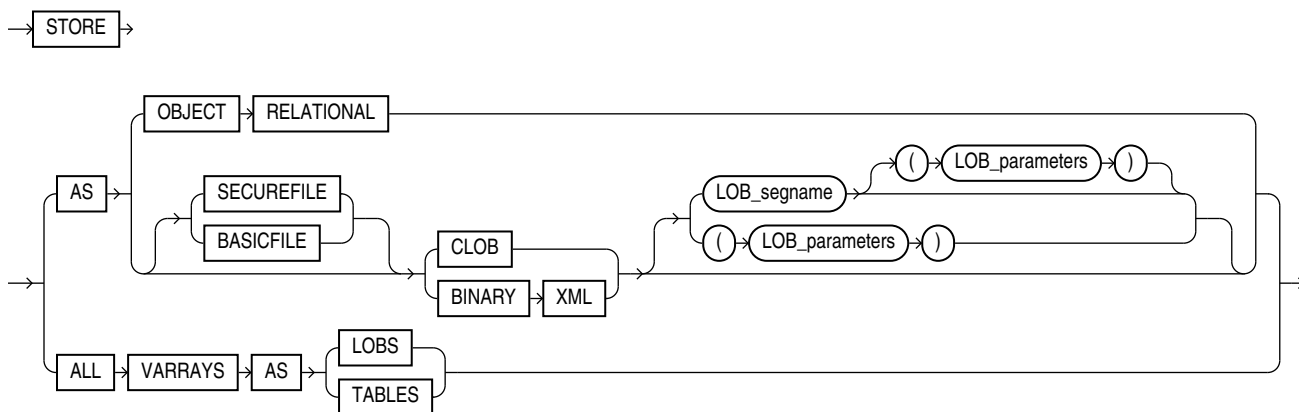 STORE
OBJECT RELATIONAL
( LOB_parameters )
AS SECUREFILE LOB_segname
BASICFILE ( LOB_parameters )
CLOB
BINARY XML
LOBS
ALL VARRAYS AS
TABLES